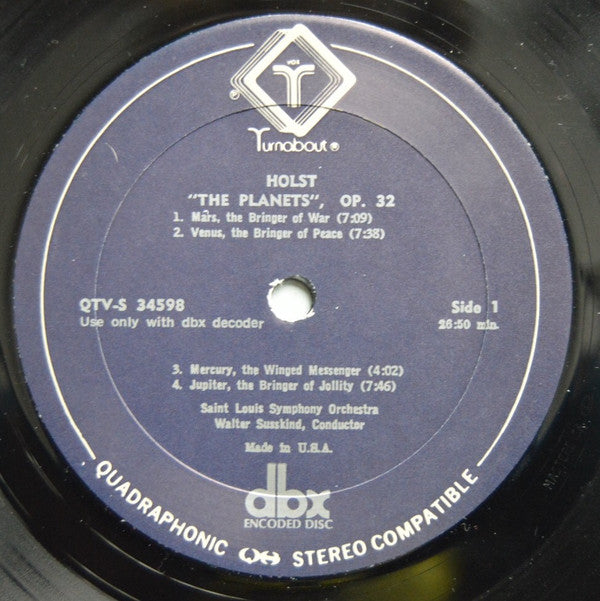 VOX
Turnabout ®
HOLST
"THE PLANETS", OP. 32
1. Mars, the Bringer of War (7:09)
2. Venus, the Bringer of Peace (7:38)
QTV-S 34598
Use only with dbx decoder
Side 1
26:50 min.
3. Mercury, the Winged Messenger (4:02)
4. Jupiter, the Bringer of Jollity (7:46)
Saint Louis Symphony Orchestra
Walter Susskind, Conductor
Made in U.S.A.
dbx
ENCODED DISC
QUADRAPHONIC QS STEREO COMPATIBLE